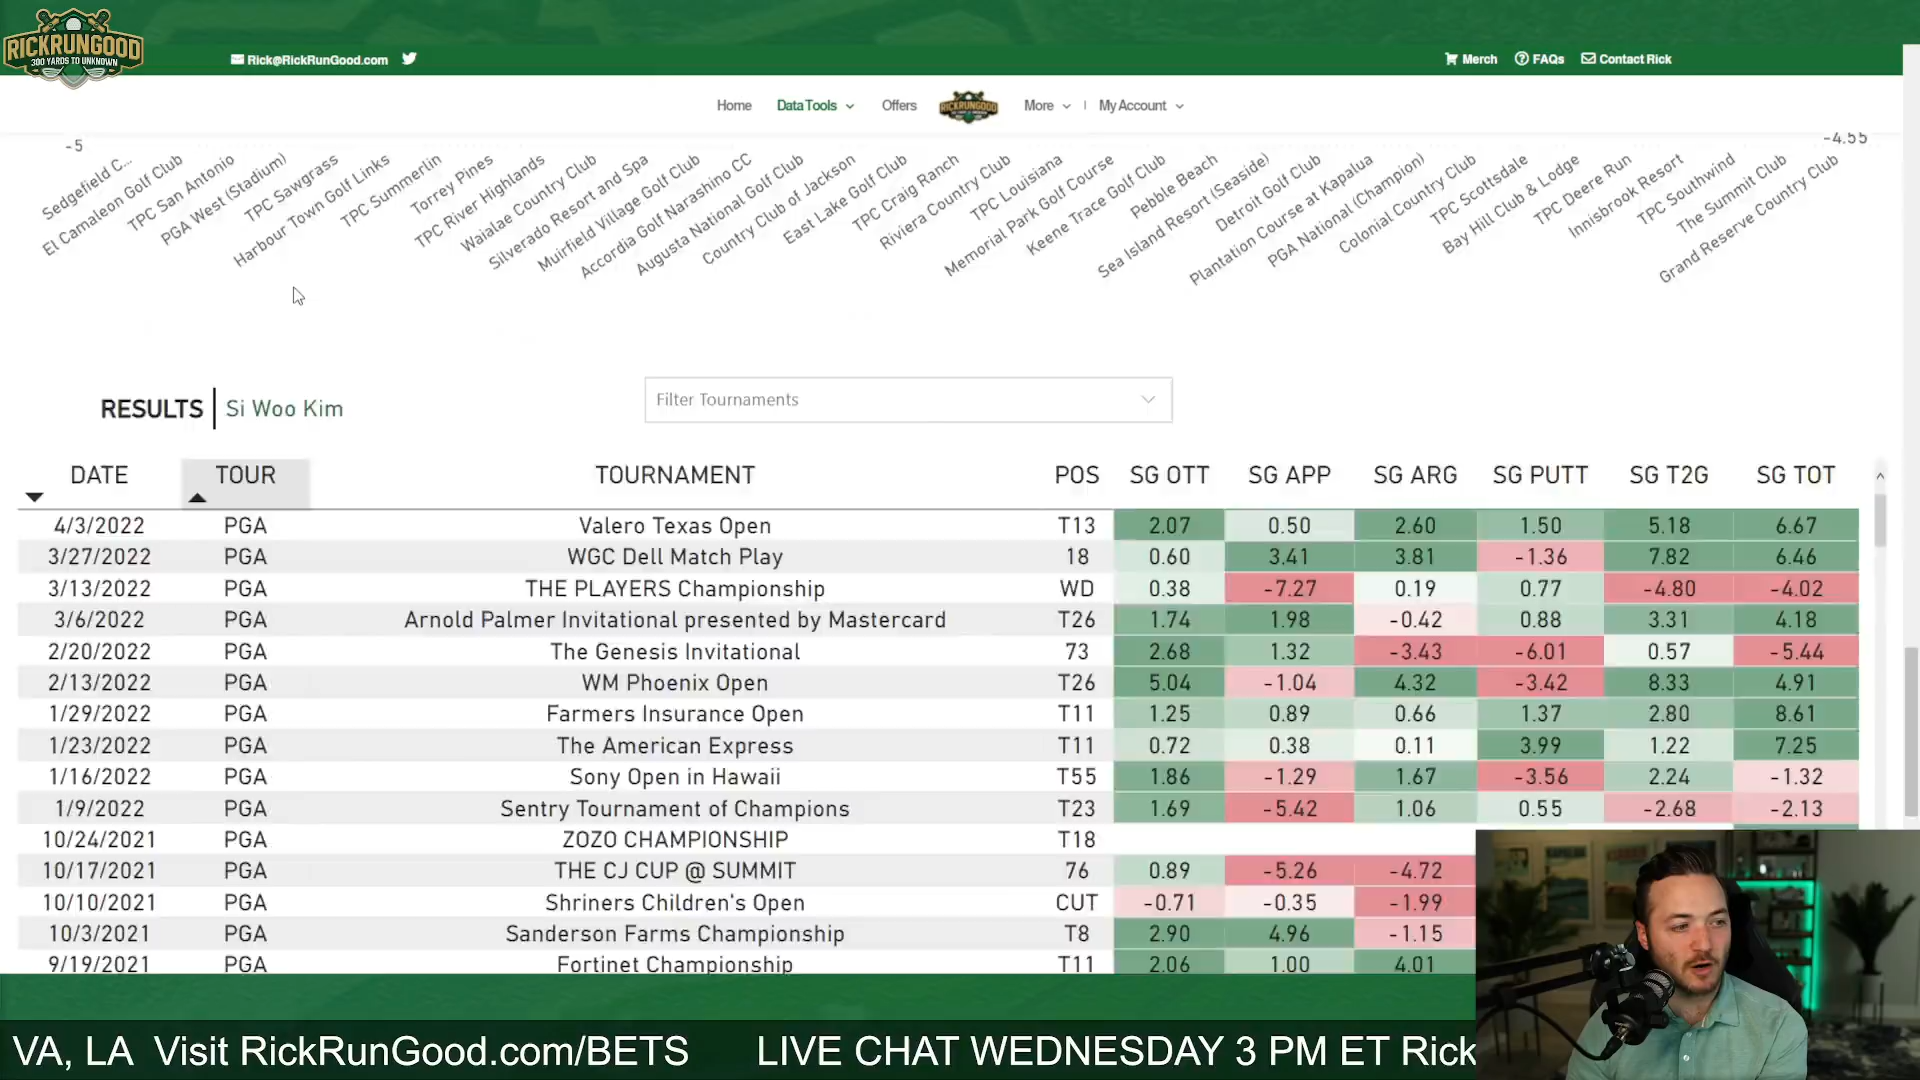 RICKRUNGOOD
300 YARDS TO UNKNOWN
Rick@RickRunGood.com
Merch FAQs Contact Rick
Home Data Tools Offers RICKRUNGOOD More | My Account
-5 -4.55
Sedgefield C...
El Camaleon Golf Club
TPC San Antonio
PGA West (Stadium)
TPC Sawgrass
Harbour Town Golf Links
TPC Summerlin
Torrey Pines
TPC River Highlands
Waialae Country Club
Silverado Resort and Spa
Muirfield Village Golf Club
Accordia Golf Narashino CC
Augusta National Golf Club
Country Club of Jackson
East Lake Golf Club
TPC Craig Ranch
Riviera Country Club
TPC Louisiana
Memorial Park Golf Course
Keene Trace Golf Club
Pebble Beach
Sea Island Resort (Seaside)
Detroit Golf Club
Plantation Course at Kapalua
PGA National (Champion)
Colonial Country Club
TPC Scottsdale
Bay Hill Club & Lodge
TPC Deere Run
Innisbrook Resort
TPC Southwind
The Summit Club
Grand Reserve Country Club
RESULTS | Si Woo Kim
Filter Tournaments
DATE TOUR TOURNAMENT POS SG OTT SG APP SG ARG SG PUTT SG T2G SG TOT
4/3/2022 PGA Valero Texas Open T13 2.07 0.50 2.60 1.50 5.18 6.67
3/27/2022 PGA WGC Dell Match Play 18 0.60 3.41 3.81 -1.36 7.82 6.46
3/13/2022 PGA THE PLAYERS Championship WD 0.38 -7.27 0.19 0.77 -4.80 -4.02
3/6/2022 PGA Arnold Palmer Invitational presented by Mastercard T26 1.74 1.98 -0.42 0.88 3.31 4.18
2/20/2022 PGA The Genesis Invitational 73 2.68 1.32 -3.43 -6.01 0.57 -5.44
2/13/2022 PGA WM Phoenix Open T26 5.04 -1.04 4.32 -3.42 8.33 4.91
1/29/2022 PGA Farmers Insurance Open T11 1.25 0.89 0.66 1.37 2.80 8.61
1/23/2022 PGA The American Express T11 0.72 0.38 0.11 3.99 1.22 7.25
1/16/2022 PGA Sony Open in Hawaii T55 1.86 -1.29 1.67 -3.56 2.24 -1.32
1/9/2022 PGA Sentry Tournament of Champions T23 1.69 -5.42 1.06 0.55 -2.68 -2.13
10/24/2021 PGA ZOZO CHAMPIONSHIP T18
10/17/2021 PGA THE CJ CUP @ SUMMIT 76 0.89 -5.26 -4.72
10/10/2021 PGA Shriners Children's Open CUT -0.71 -0.35 -1.99
10/3/2021 PGA Sanderson Farms Championship T8 2.90 4.96 -1.15
9/19/2021 PGA Fortinet Championship T11 2.06 1.00 4.01
VA, LA Visit RickRunGood.com/BETS LIVE CHAT WEDNESDAY 3 PM ET Rick